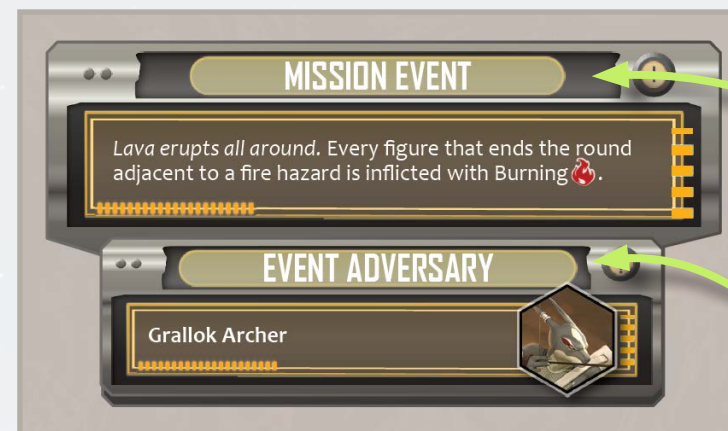 MISSION EVENT
Lava erupts all around. Every figure that ends the round
adjacent to a fire hazard is inflicted with Burning.
EVENT ADVERSARY
Grallok Archer